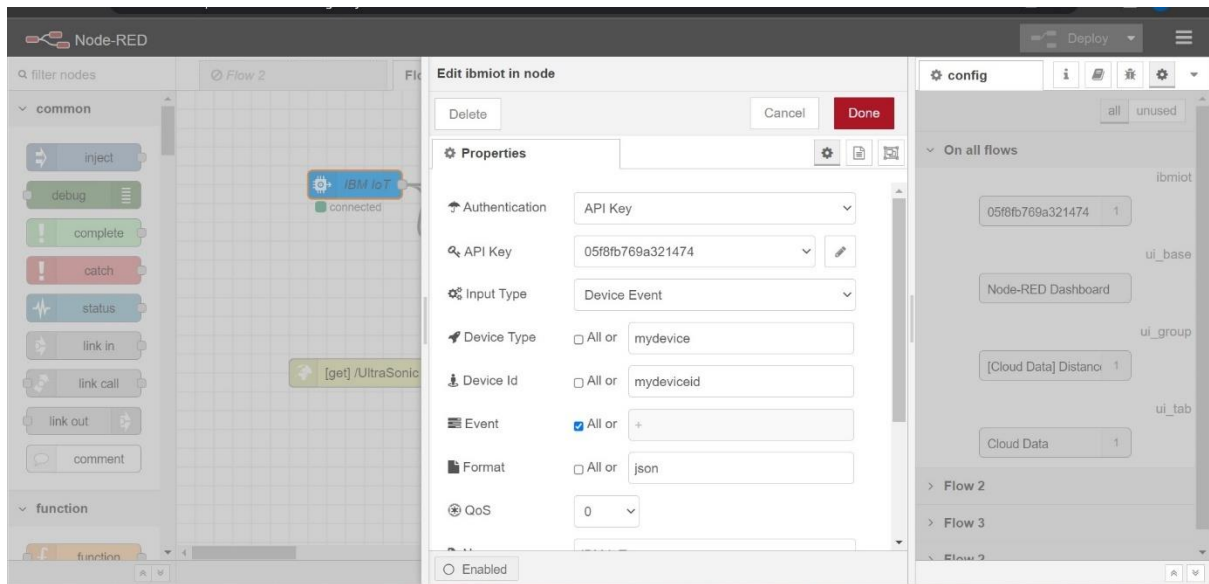 Node-RED
Deploy
filter nodes
common
inject
debug
complete
catch
status
link in
link call
link out
comment
function
function
Flow 2
IBM IoT
connected
[get] /UltraSonic
Edit ibmiot in node
Delete
Cancel
Done
Properties
Authentication
API Key
API Key
05f8fb769a321474
Input Type
Device Event
Device Type
All or
mydevice
Device Id
All or
mydeviceid
Event
All or
+
Format
All or
json
QoS
0
Enabled
config
i
all
unused
On all flows
ibmiot
05f8fb769a321474
1
ui_base
Node-RED Dashboard
ui_group
[Cloud Data] Distanc
1
ui_tab
Cloud Data
1
Flow 2
Flow 3